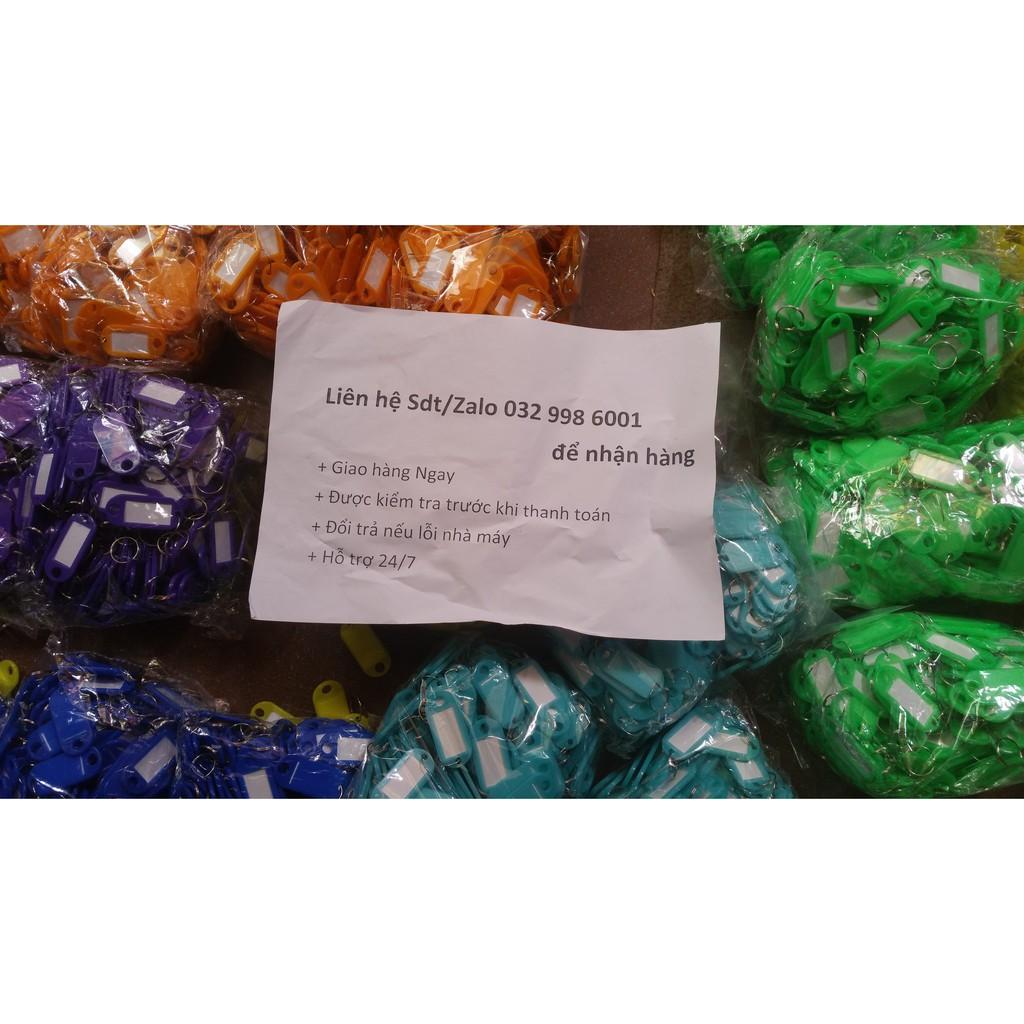 Liên hệ Sdt/Zalo 032 998 6001
để nhận hàng
+ Giao hàng Ngay
+ Được kiểm tra trước khi thanh toán
+ Đổi trả nếu lỗi nhà máy
+ Hỗ trợ 24/7